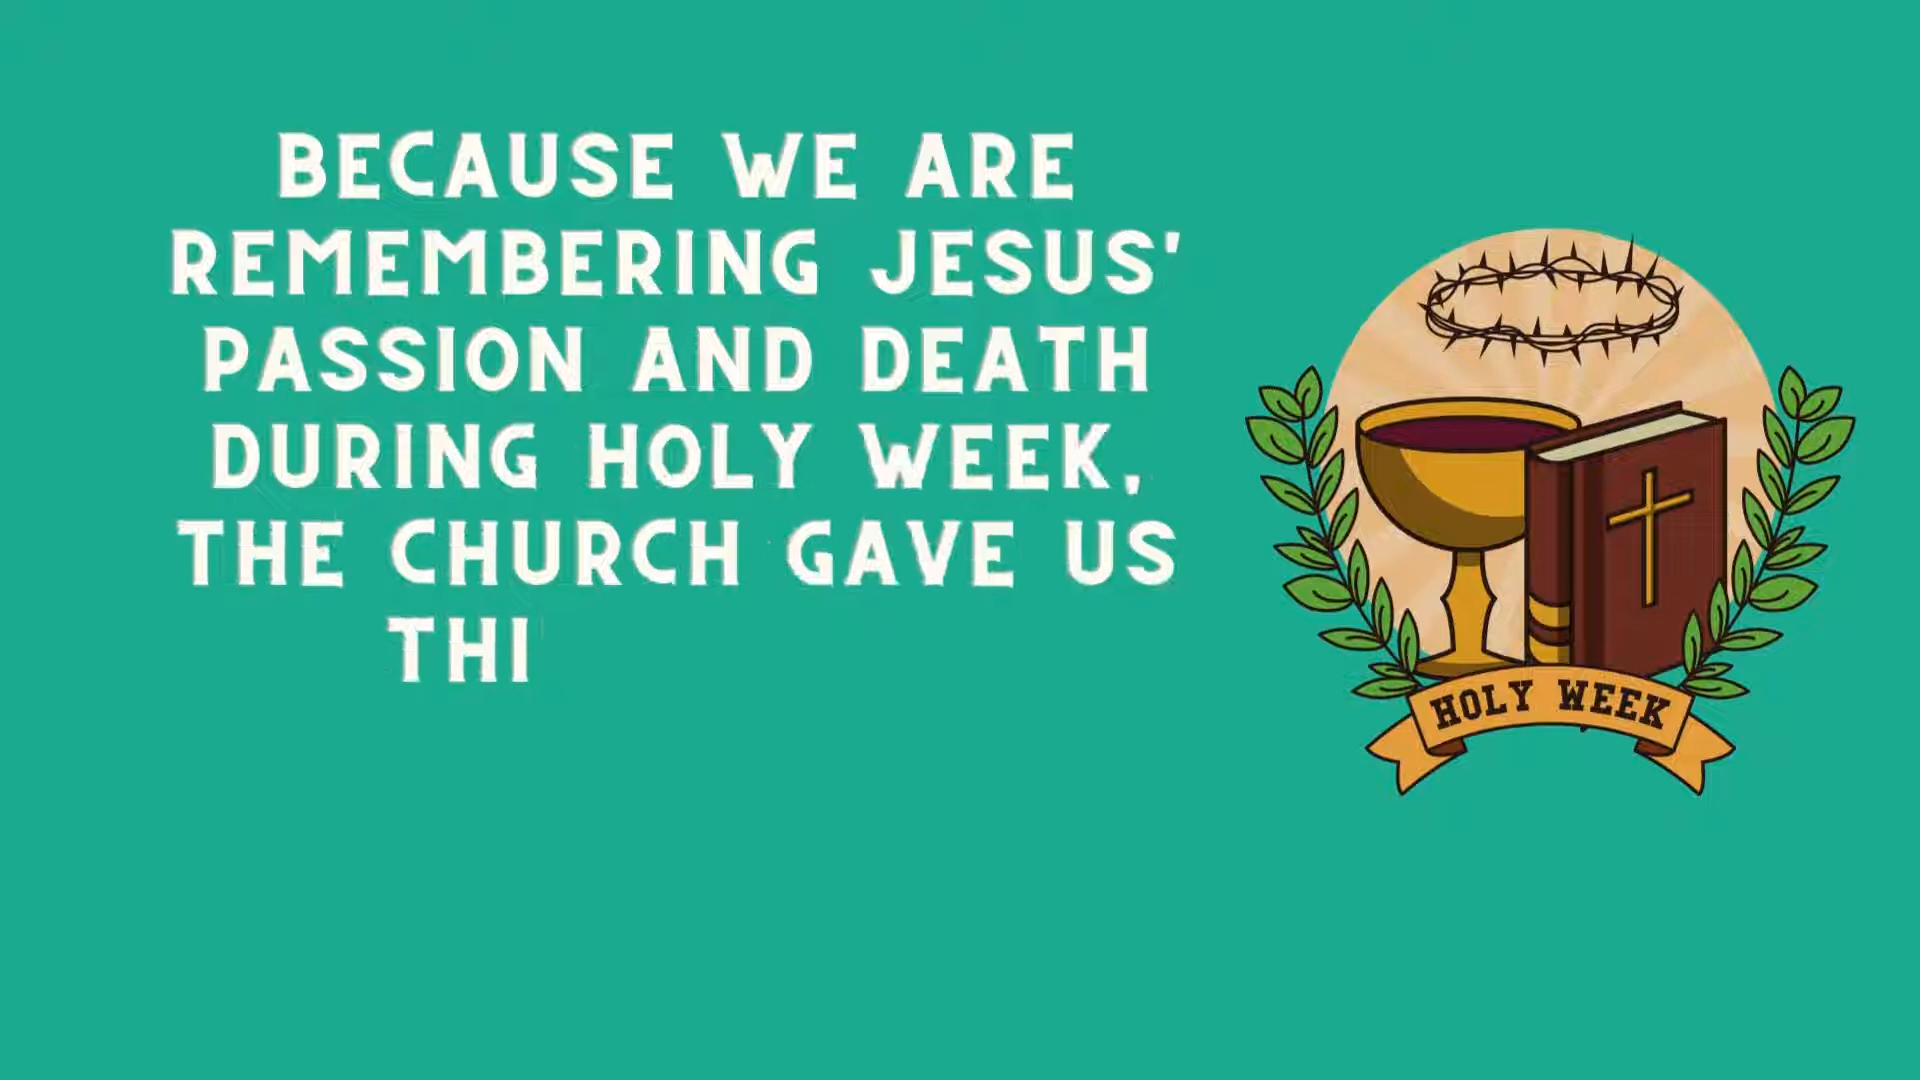 BECAUSE WE ARE
REMEMBERING JESUS'
PASSION AND DEATH
DURING HOLY WEEK,
THE CHURCH GAVE US
THI
HOLY WEEK